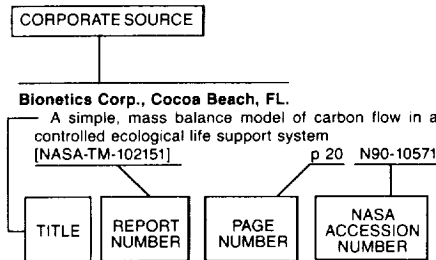 CORPORATE SOURCE
Bionetics Corp., Cocoa Beach, FL.
A simple, mass balance model of carbon flow in a
controlled ecological life support system
[NASA-TM-102151] p 20 N90-10571
TITLE
REPORT
NUMBER
PAGE
NUMBER
NASA
ACCESSION
NUMBER